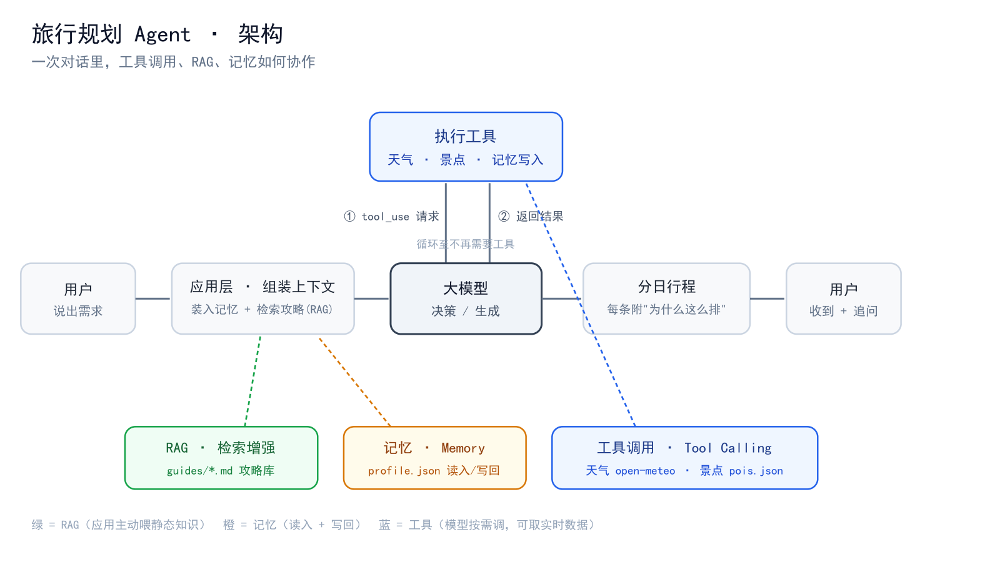 旅行规划 Agent · 架构
一次对话里，工具调用、RAG、记忆如何协作
执行工具
天气 · 景点 · 记忆写入
① tool_use 请求
② 返回结果
循环至不再需要工具
用户
说出需求
应用层 · 组装上下文
装入记忆 + 检索攻略(RAG)
大模型
决策 / 生成
分日行程
每条附"为什么这么排"
用户
收到 + 追问
RAG · 检索增强
guides/*.md 攻略库
记忆 · Memory
profile.json 读入/写回
工具调用 · Tool Calling
天气 open-meteo · 景点 pois.json
绿 = RAG（应用主动喂静态知识） 橙 = 记忆（读入 + 写回） 蓝 = 工具（模型按需调，可取实时数据）